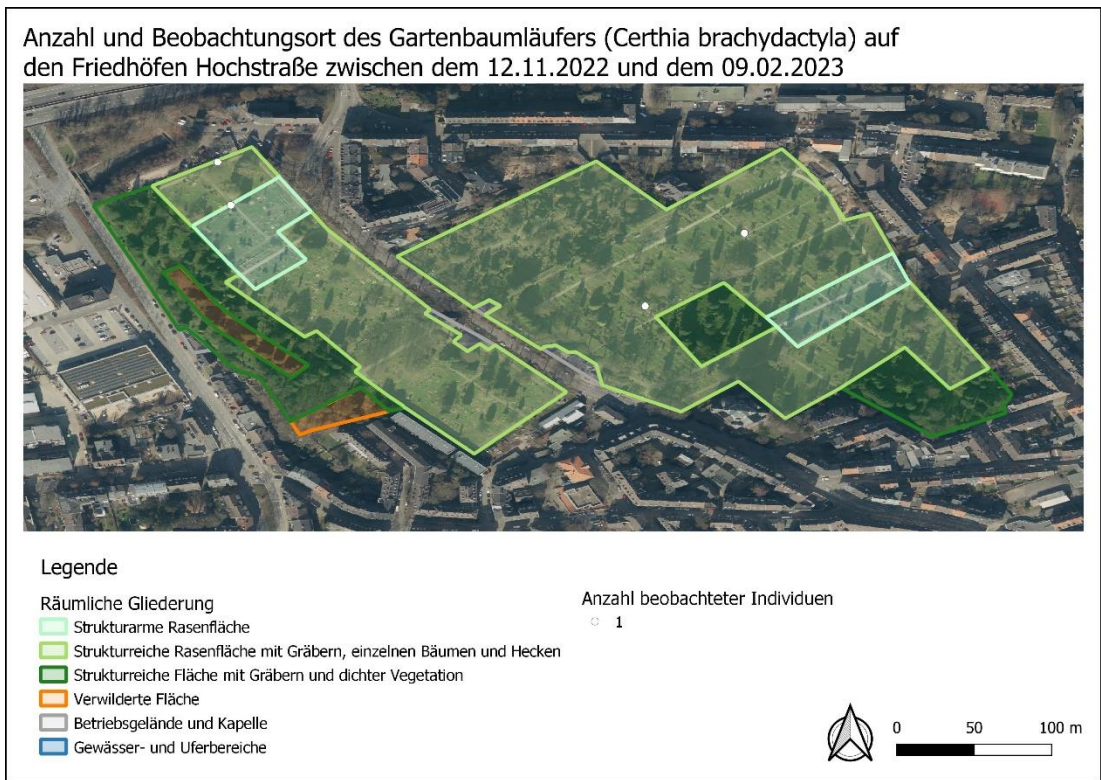 Anzahl und Beobachtungsort des Gartenbaumläufers (Certhia brachydactyla) auf
den Friedhöfen Hochstraße zwischen dem 12.11.2022 und dem 09.02.2023
Legende
Räumliche Gliederung
Strukturarme Rasenfläche
Strukturreiche Rasenfläche mit Gräbern, einzelnen Bäumen und Hecken
Strukturreiche Fläche mit Gräbern und dichter Vegetation
Verwilderte Fläche
Betriebsgelände und Kapelle
Gewässer- und Uferbereiche
Anzahl beobachteter Individuen
1
0 50 100 m